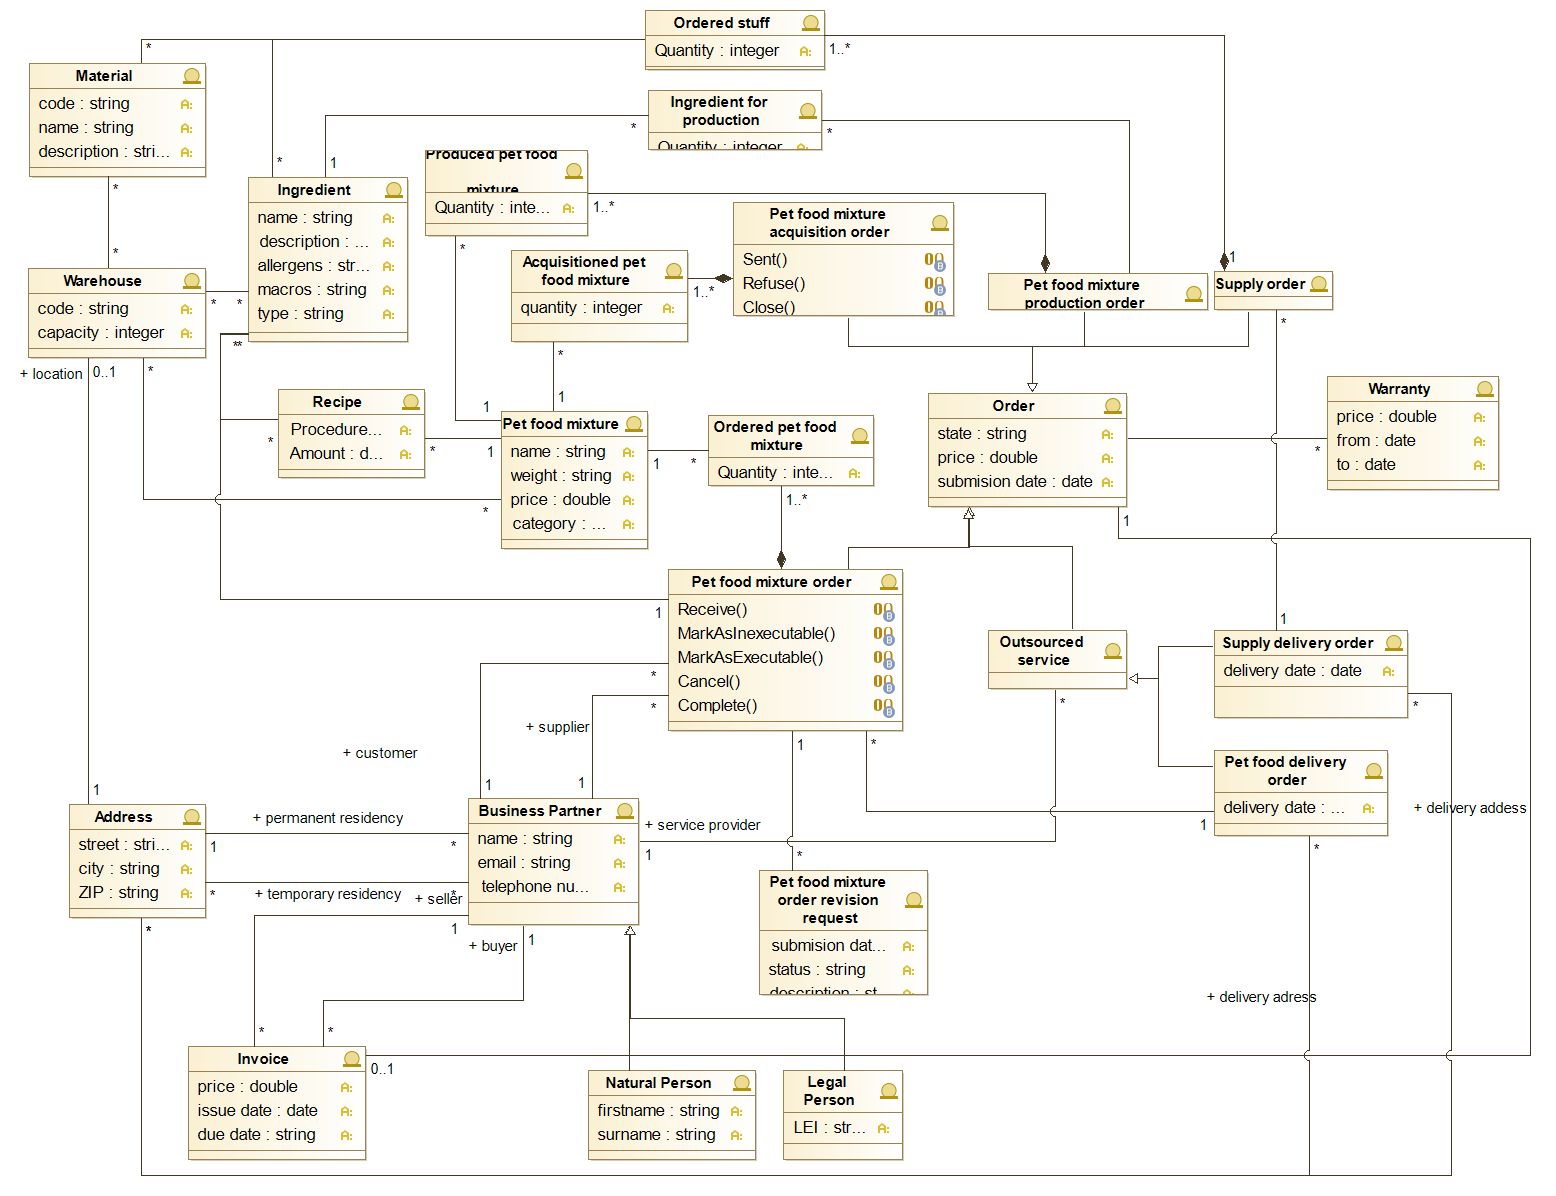 Ordered stuff
Quantity : integer
1..*
*
Material
code : string
name : string
description : stri...
*
*
Ingredient for
production
Quantity : integer
*
*
1
*
Produced pet food
mixture
Quantity : inte...
1..*
*
Ingredient
name : string
description : ...
allergens : str...
macros : string
type : string
Pet food mixture
acquisition order
Sent()
Refuse()
Close()
Acquisitioned pet
food mixture
quantity : integer
1..*
*
1
Pet food mixture
production order
Supply order
1
*
Warehouse
code : string
capacity : integer
*
*
**
+ location
0..1
*
Recipe
Procedure...
Amount : d...
*
*
1
1
Pet food mixture
name : string
weight : string
price : double
category : ...
*
1
*
Ordered pet food
mixture
Quantity : inte...
1..*
Order
state : string
price : double
submision date : date
1
*
Warranty
price : double
from : date
to : date
Pet food mixture order
Receive()
MarkAsInexecutable()
MarkAsExecutable()
Cancel()
Complete()
1
*
*
1
*
Outsourced
service
*
1
Supply delivery order
delivery date : date
*
Pet food delivery
order
delivery date : ...
1
*
+ delivery addess
+ supplier
+ customer
1
1
1
Address
street : stri...
city : string
ZIP : string
+ permanent residency
1
*
+ temporary residency
*
*
*
Business Partner
name : string
email : string
telephone nu...
+ service provider
1
+ seller
1
+ buyer
1
*
Pet food mixture
order revision
request
submision dat...
status : string
description : st
+ delivery adress
*
*
Invoice
price : double
issue date : date
due date : string
0..1
Natural Person
firstname : string
surname : string
Legal
Person
LEI : str...